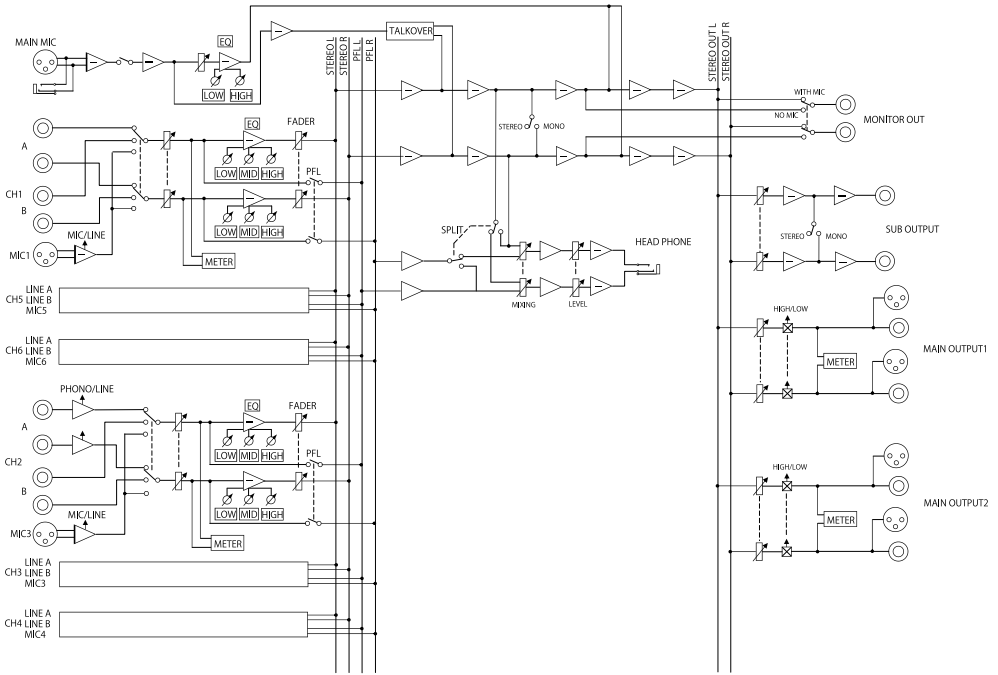 MAIN MIC
EQ
LOW HIGH
TALKOVER
STEREO L
STEREO R
PFL L
PFL R
STEREO OUT L
STEREO OUT R
WITH MIC
NO MIC
MONITOR OUT
STEREO MONO
A
CH1
B
MIC1
MIC/LINE
EQ
LOW MID HIGH
FADER
PFL
LOW MID HIGH
METER
SPLIT
MIXING
LEVEL
HEAD PHONE
STEREO MONO
SUB OUTPUT
LINE A
CH5 LINE B
MIC5
LINE A
CH6 LINE B
MIC6
HIGH/LOW
METER
MAIN OUTPUT1
PHONO/LINE
A
CH2
B
MIC3
MIC/LINE
EQ
LOW MID HIGH
FADER
PFL
LOW MID HIGH
METER
HIGH/LOW
METER
MAIN OUTPUT2
LINE A
CH3 LINE B
MIC3
LINE A
CH4 LINE B
MIC4